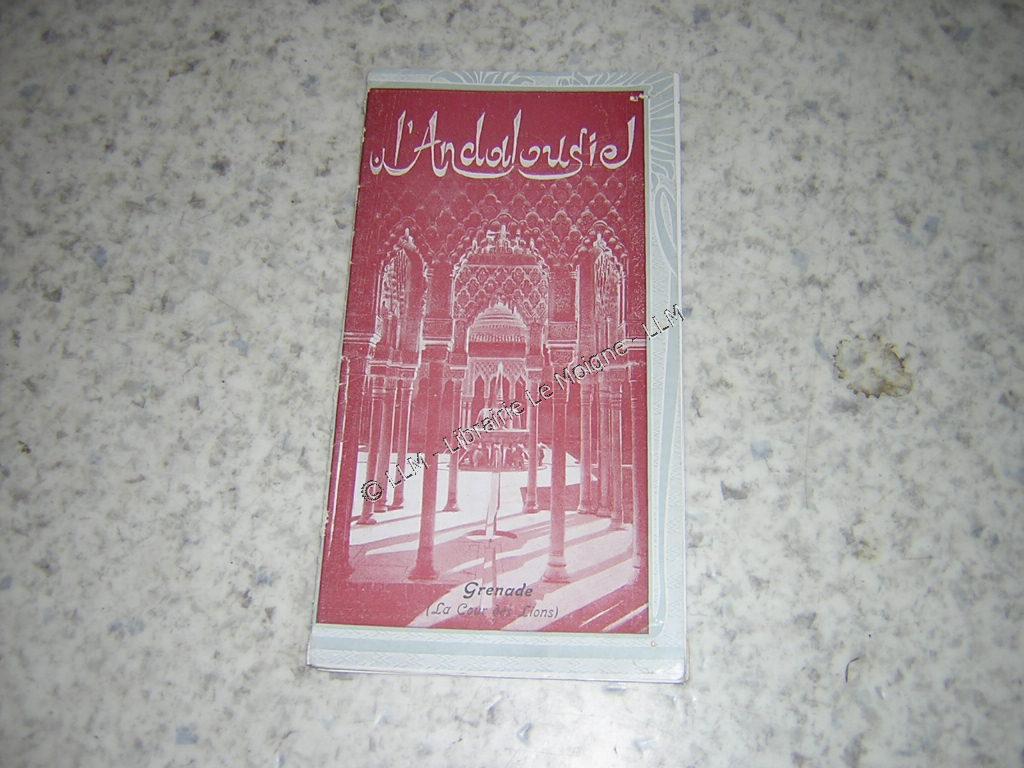 l'Andalousie
© LLM - Librairie Le Moigne - LLM
Grenade
(La Cour des Lions)